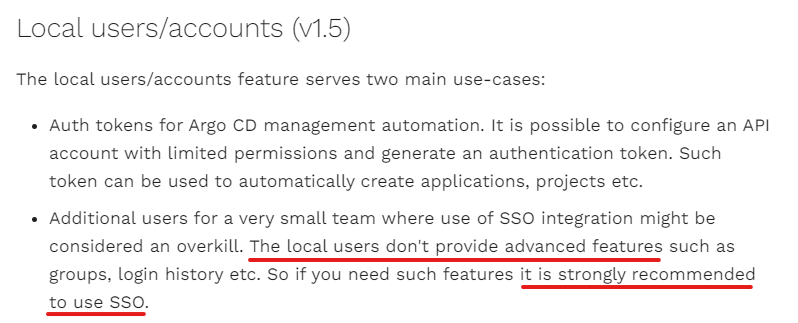 Local users/accounts (v1.5)
The local users/accounts feature serves two main use-cases:
• Auth tokens for Argo CD management automation. It is possible to configure an API
account with limited permissions and generate an authentication token. Such
token can be used to automatically create applications, projects etc.
• Additional users for a very small team where use of SSO integration might be
considered an overkill. The local users don't provide advanced features such as
groups, login history etc. So if you need such features it is strongly recommended
to use SSO.